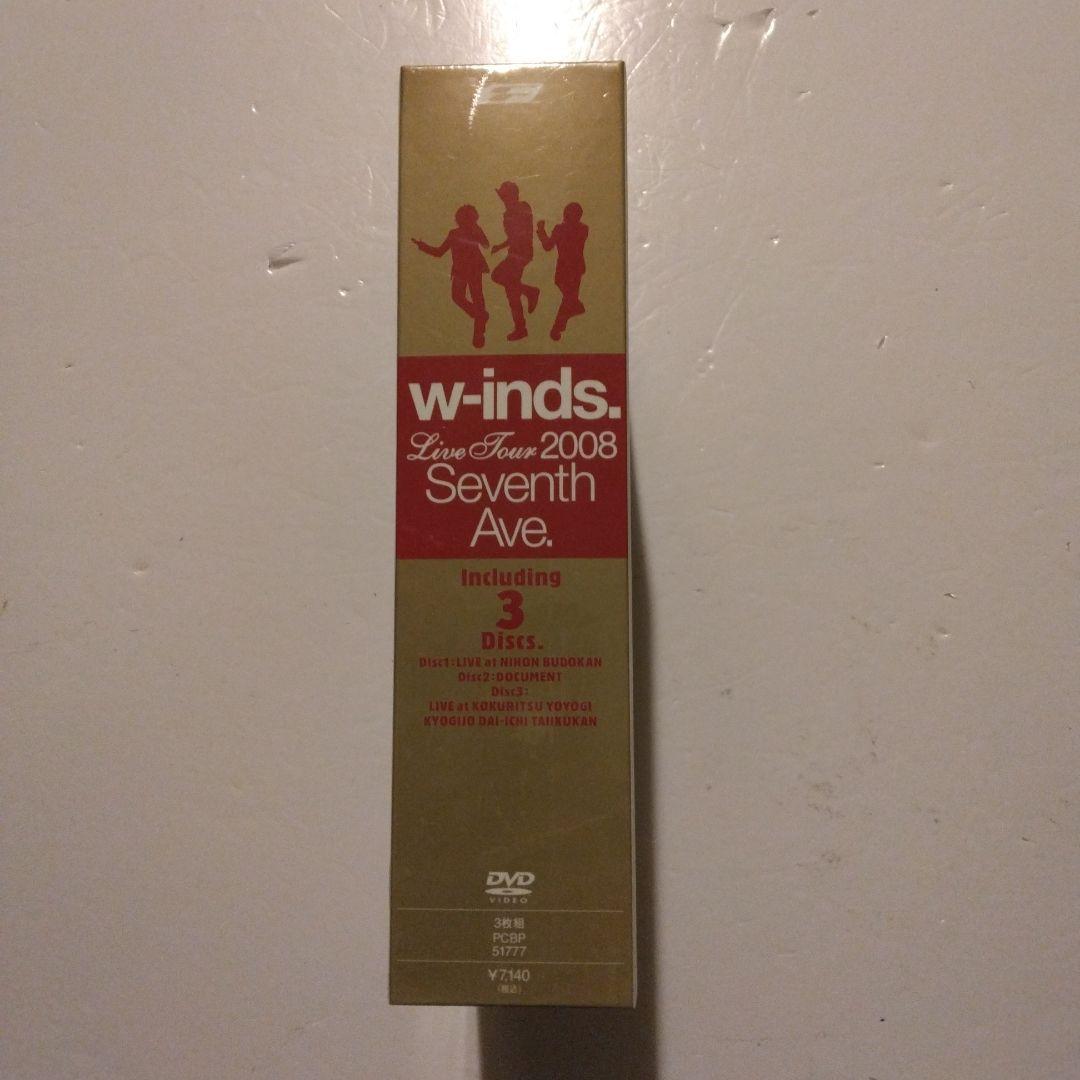 w-inds.
Live Tour 2008
Seventh
Ave.
Including
3
Discs.
Disc1:LIVE at NIHON BUDOKAN
Disc2:DOCUMENT
Disc3:
LIVE at KOKURITSU YOYOGI
KYOGIJO DAI-ICHI TAIIKUKAN
DVD
VIDEO
3枚組
PCBP
51777
¥7,140
(税込)